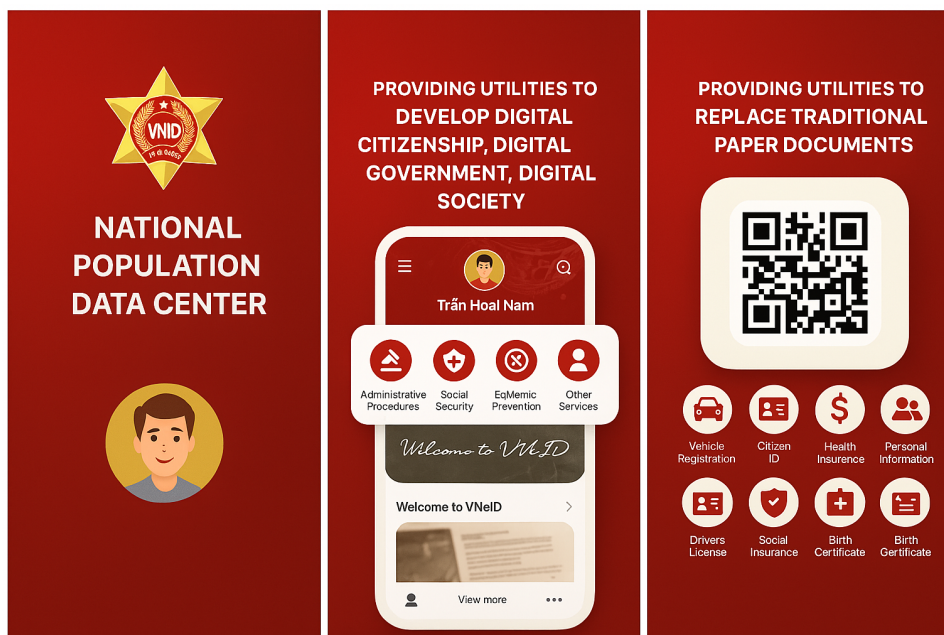 VNID
NATIONAL
POPULATION
DATA CENTER
PROVIDING UTILITIES TO
DEVELOP DIGITAL
CITIZENSHIP, DIGITAL
GOVERNMENT, DIGITAL
SOCIETY
Trấn Hoal Nam
Administrative
Procedures
Social
Security
EqMemic
Prevention
Other
Services
Welcome to VNeID
Welcome to VNeID
View more
PROVIDING UTILITIES TO
REPLACE TRADITIONAL
PAPER DOCUMENTS
Vehicle
Registration
Citizen
ID
Health
Insurence
Personal
Information
Drivers
License
Social
Insurance
Birth
Certificate
Birth
Gertificate